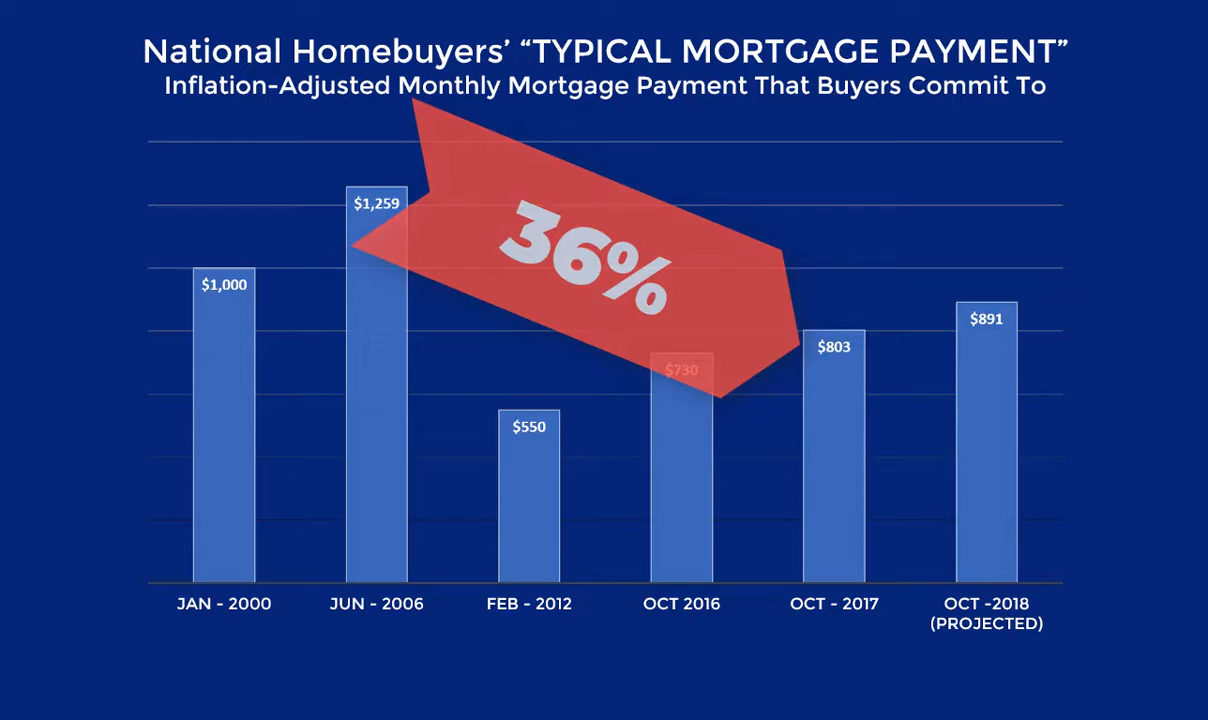 National Homebuyers' “TYPICAL MORTGAGE PAYMENT”
Inflation-Adjusted Monthly Mortgage Payment That Buyers Commit To
36%
$1,259
$1,000
$891
$803
$730
$550
JAN - 2000
JUN - 2006
FEB - 2012
OCT 2016
OCT - 2017
OCT -2018
(PROJECTED)